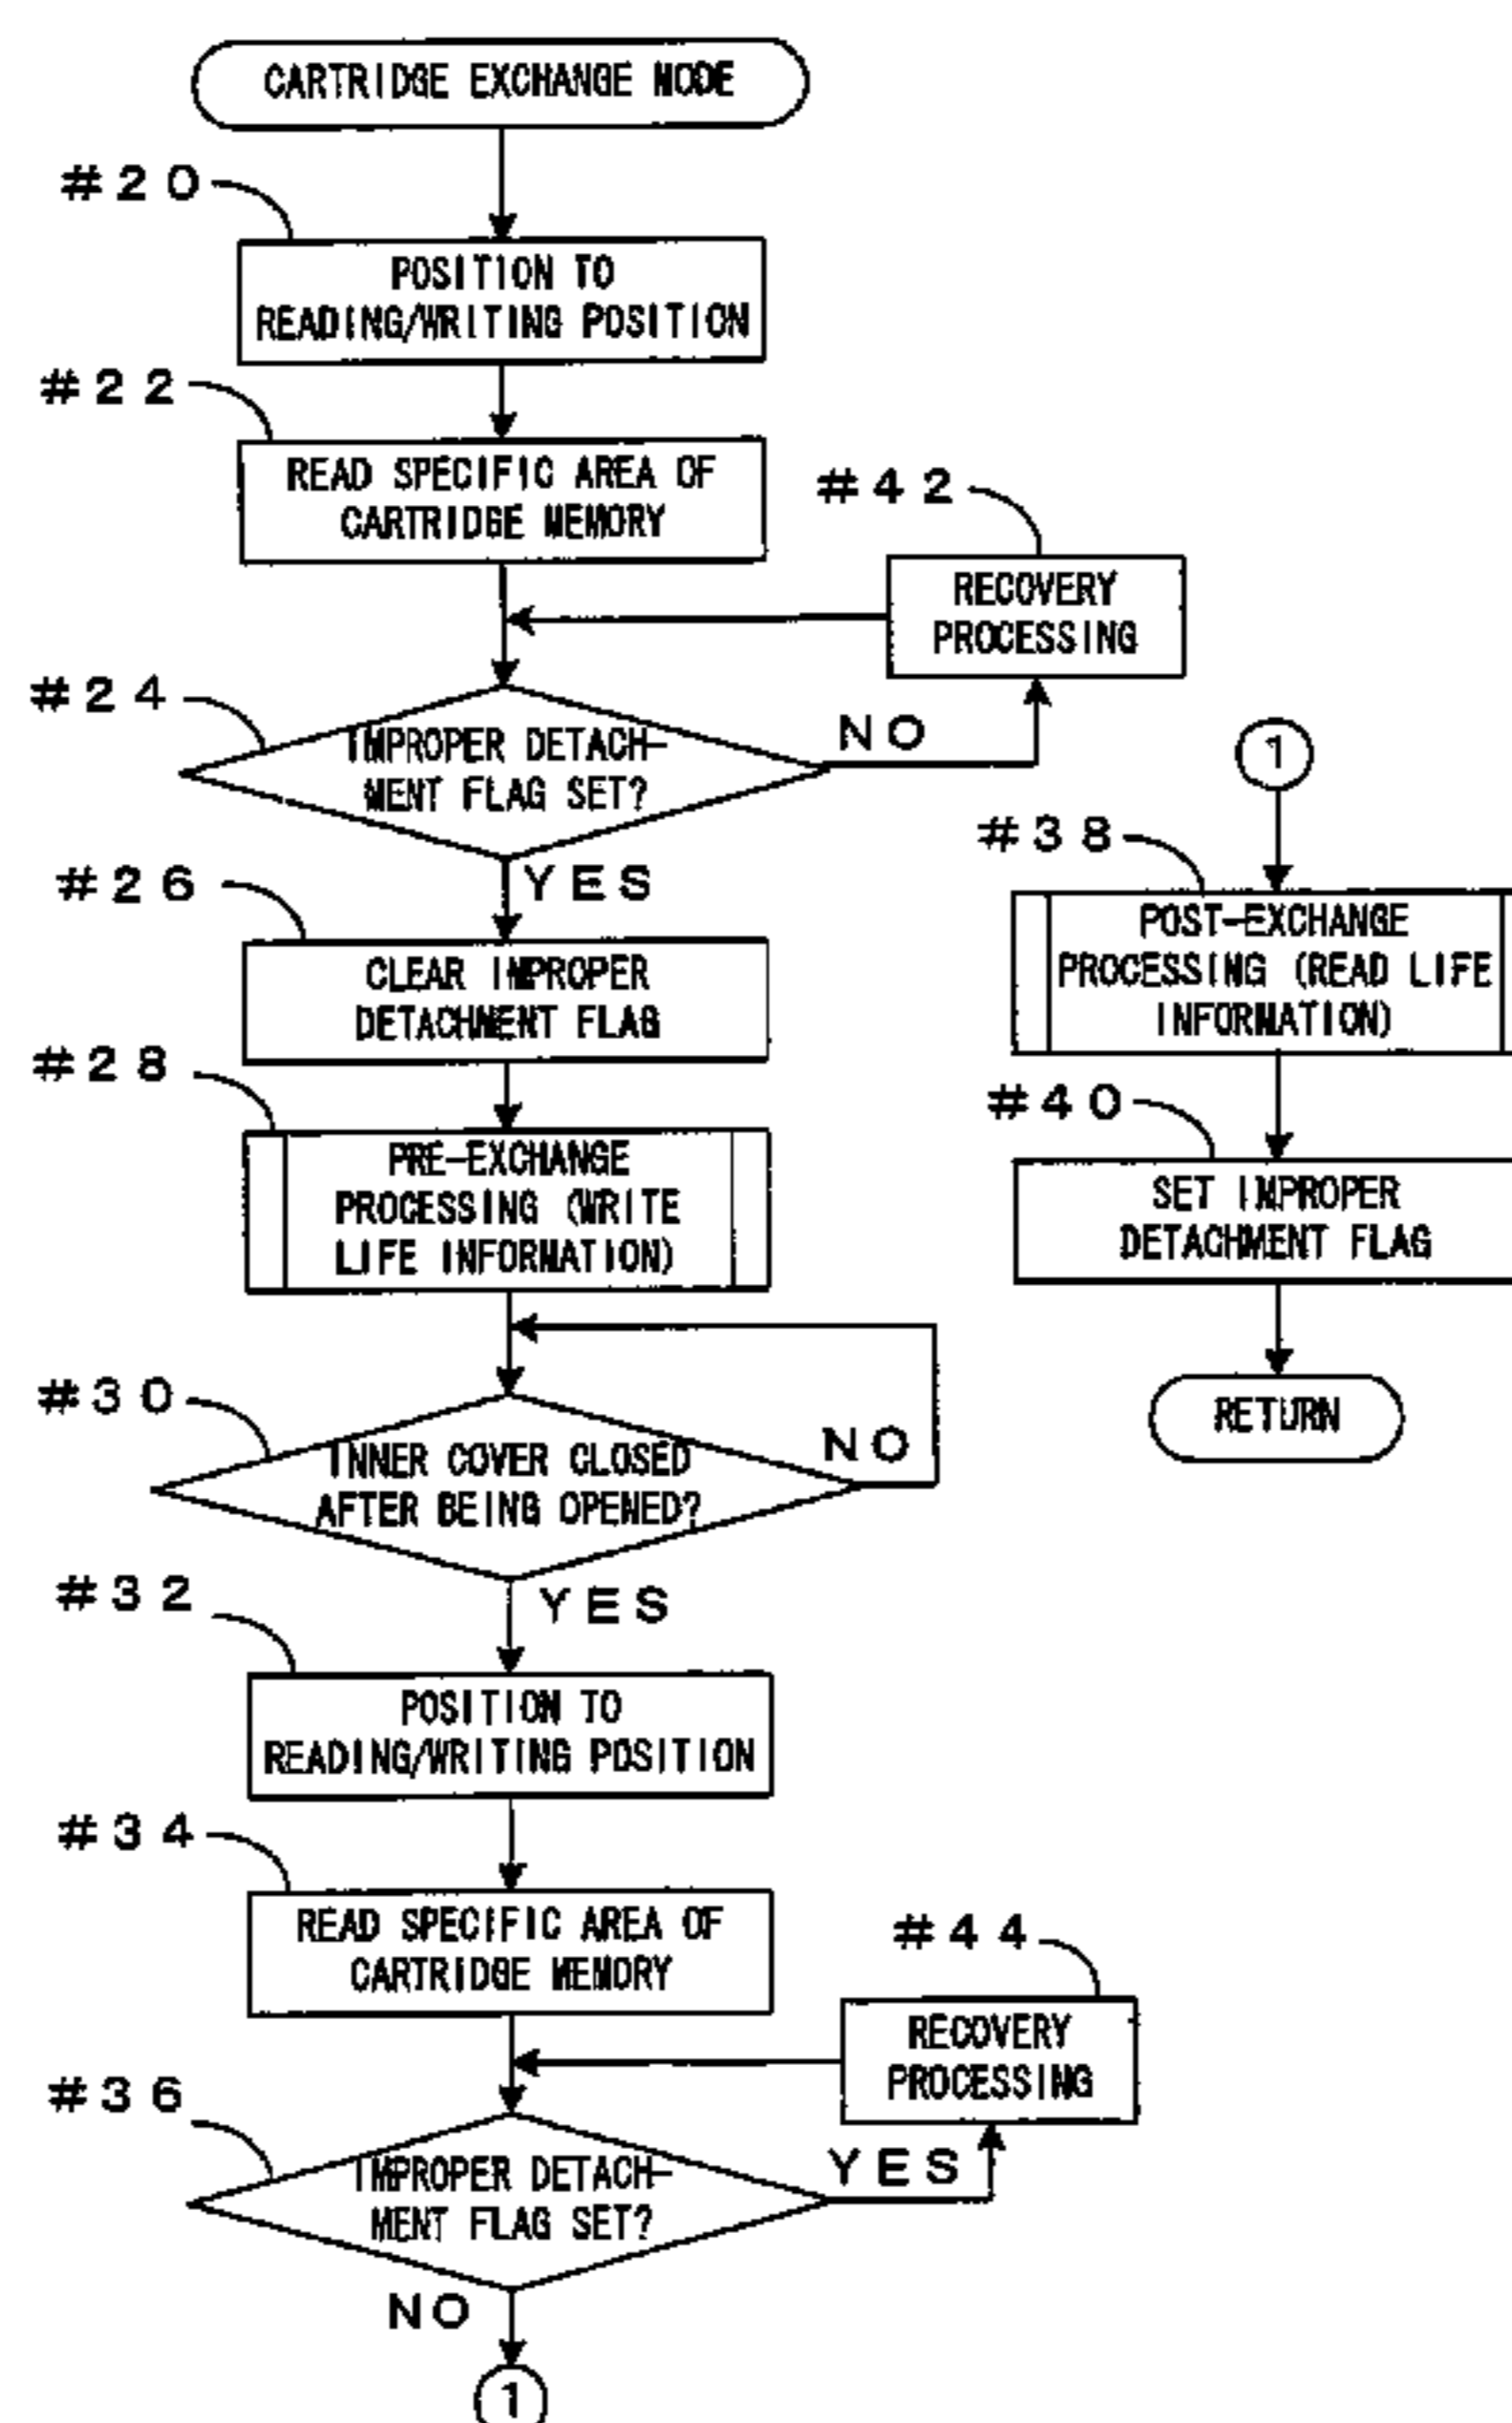 CARTRIDGE EXCHANGE MODE
#20
POSITION TO
READING/WRITING POSITION
#22
READ SPECIFIC AREA OF
CARTRIDGE MEMORY
#42
RECOVERY
PROCESSING
#24
IMPROPER DETACH-
MENT FLAG SET?
NO
YES
#26
CLEAR IMPROPER
DETACHMENT FLAG
#28
PRE-EXCHANGE
PROCESSING (WRITE
LIFE INFORMATION)
#30
INNER COVER CLOSED
AFTER BEING OPENED?
NO
YES
#32
POSITION TO
READING/WRITING POSITION
#34
READ SPECIFIC AREA OF
CARTRIDGE MEMORY
#44
RECOVERY
PROCESSING
#36
IMPROPER DETACH-
MENT FLAG SET?
YES
NO
1
1
#38
POST-EXCHANGE
PROCESSING (READ LIFE
INFORMATION)
#40
SET IMPROPER
DETACHMENT FLAG
RETURN